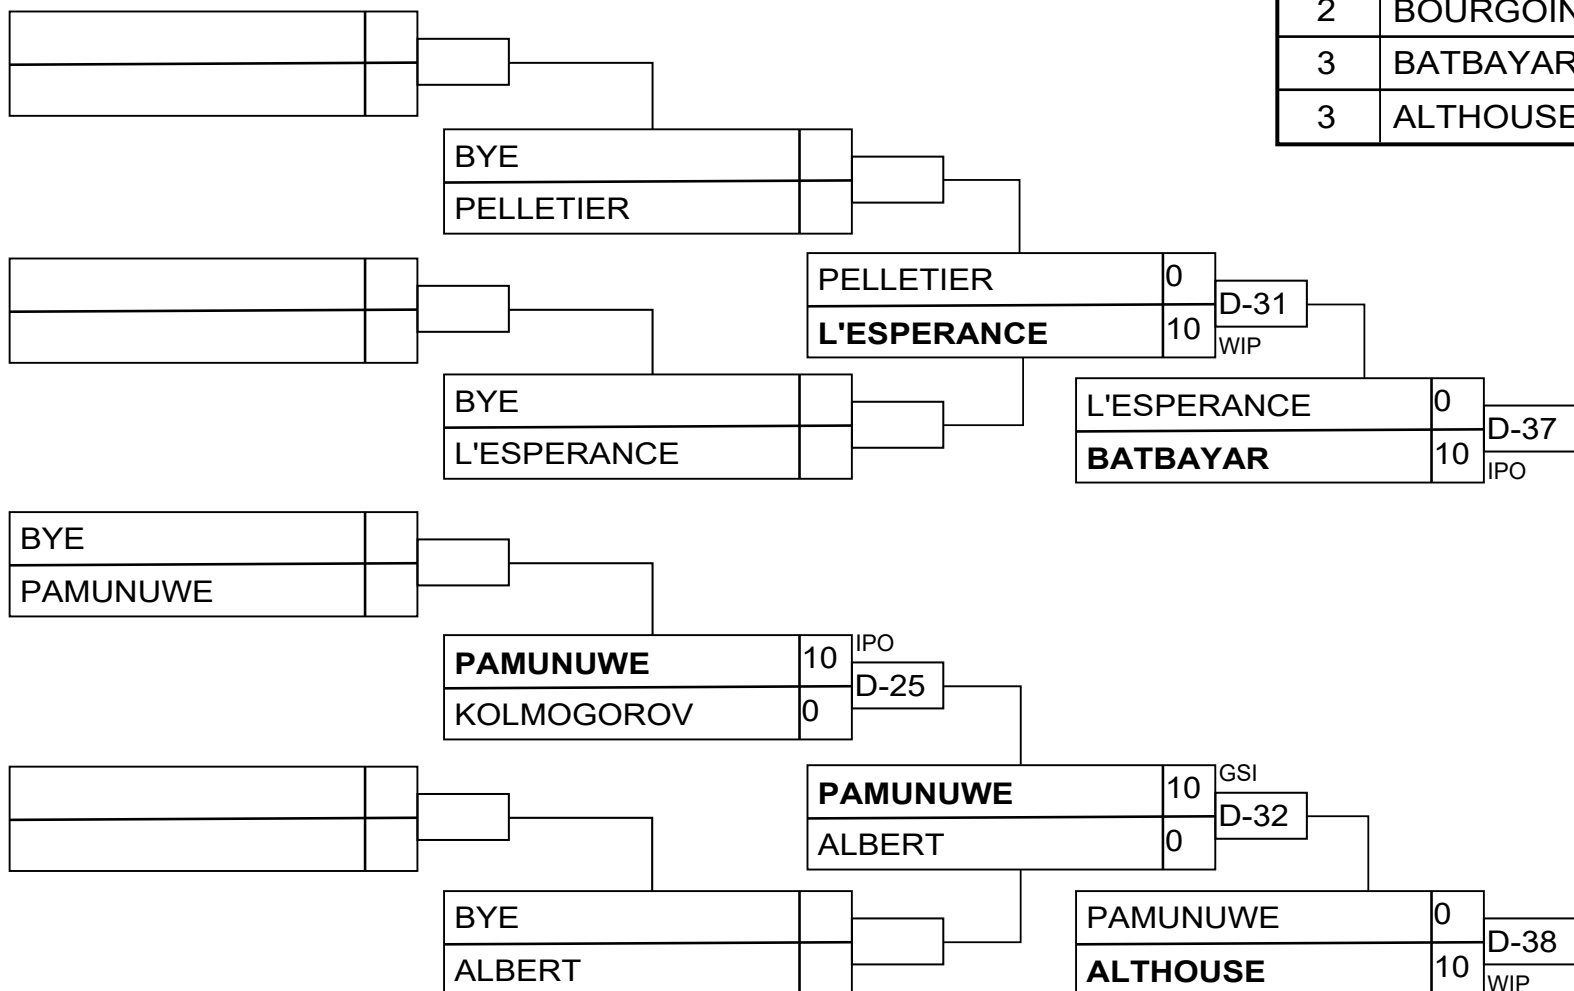 2 BOURGOIN
3 BATBAYAR
3 ALTHOUSE
BYE
PELLETIER
PELLETIER 0
D-31
L'ESPERANCE 10
WIP
BYE
L'ESPERANCE
L'ESPERANCE 0
D-37
BATBAYAR 10
IPO
BYE
PAMUNUWE
PAMUNUWE 10
IPO
D-25
KOLMOGOROV 0
PAMUNUWE 10
GSI
D-32
ALBERT 0
BYE
ALBERT
PAMUNUWE 0
D-38
ALTHOUSE 10
WIP